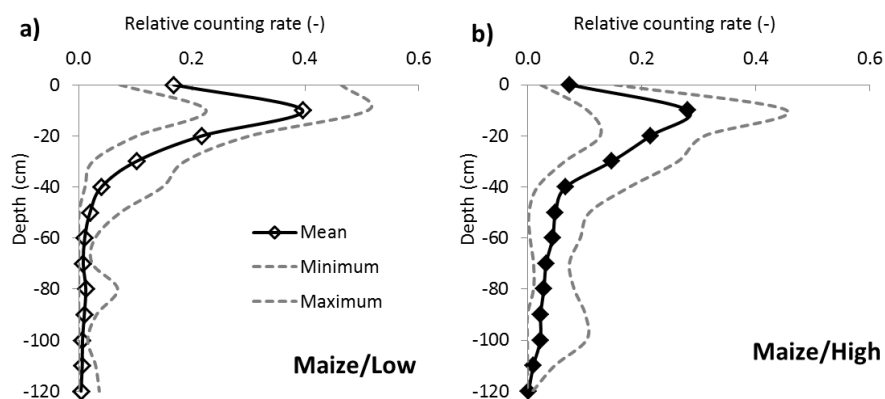 a)
Relative counting rate (-)
0.0 0.2 0.4 0.6
0
-20
-40
-60
-80
-100
-120
Depth (cm)
Mean
Minimum
Maximum
Maize/Low
b)
Relative counting rate (-)
0.0 0.2 0.4 0.6
0
-20
-40
-60
-80
-100
-120
Depth (cm)
Maize/High